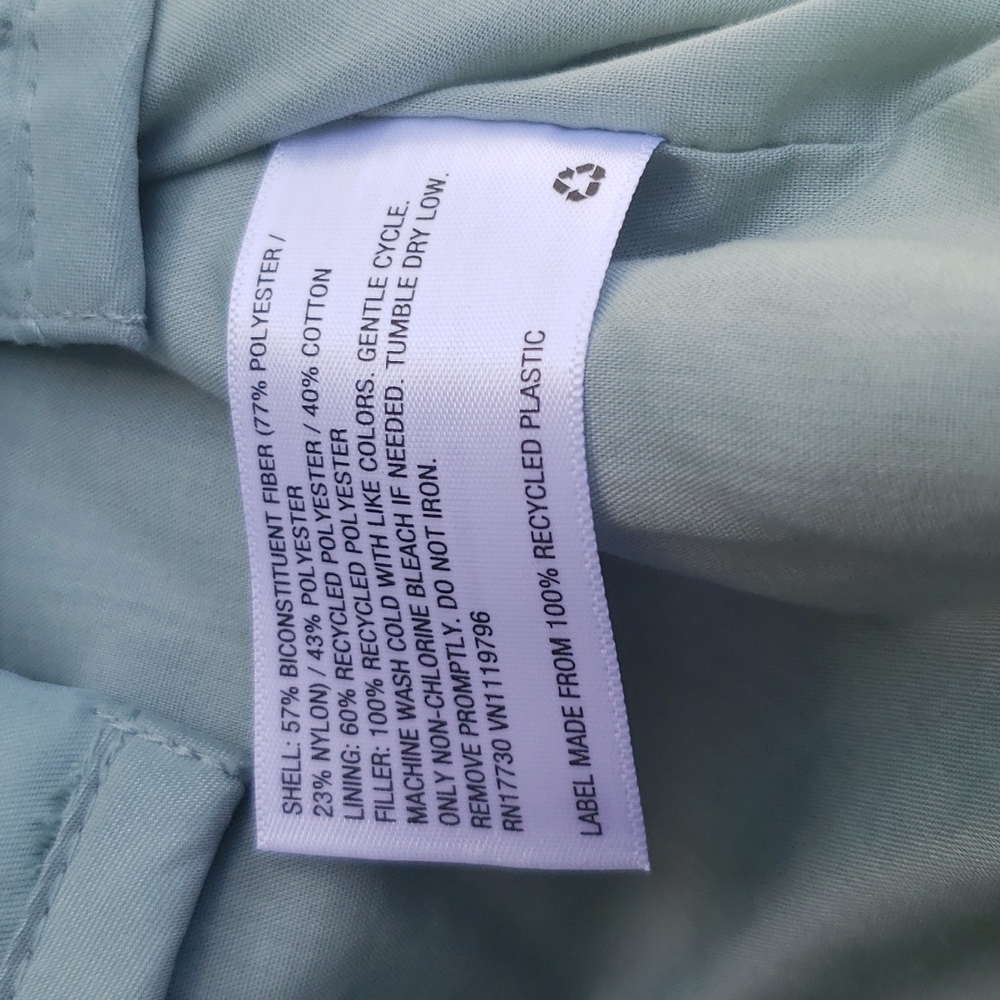 SHELL: 57% BICONSTITUENT FIBER (77% POLYESTER /
23% NYLON) / 43% POLYESTER
LINING: 60% RECYCLED POLYESTER / 40% COTTON
FILLER: 100% RECYCLED POLYESTER
MACHINE WASH COLD WITH LIKE COLORS. GENTLE CYCLE.
ONLY NON-CHLORINE BLEACH IF NEEDED. TUMBLE DRY LOW.
REMOVE PROMPTLY. DO NOT IRON.
RN17730 VN1119796
LABEL MADE FROM 100% RECYCLED PLASTIC